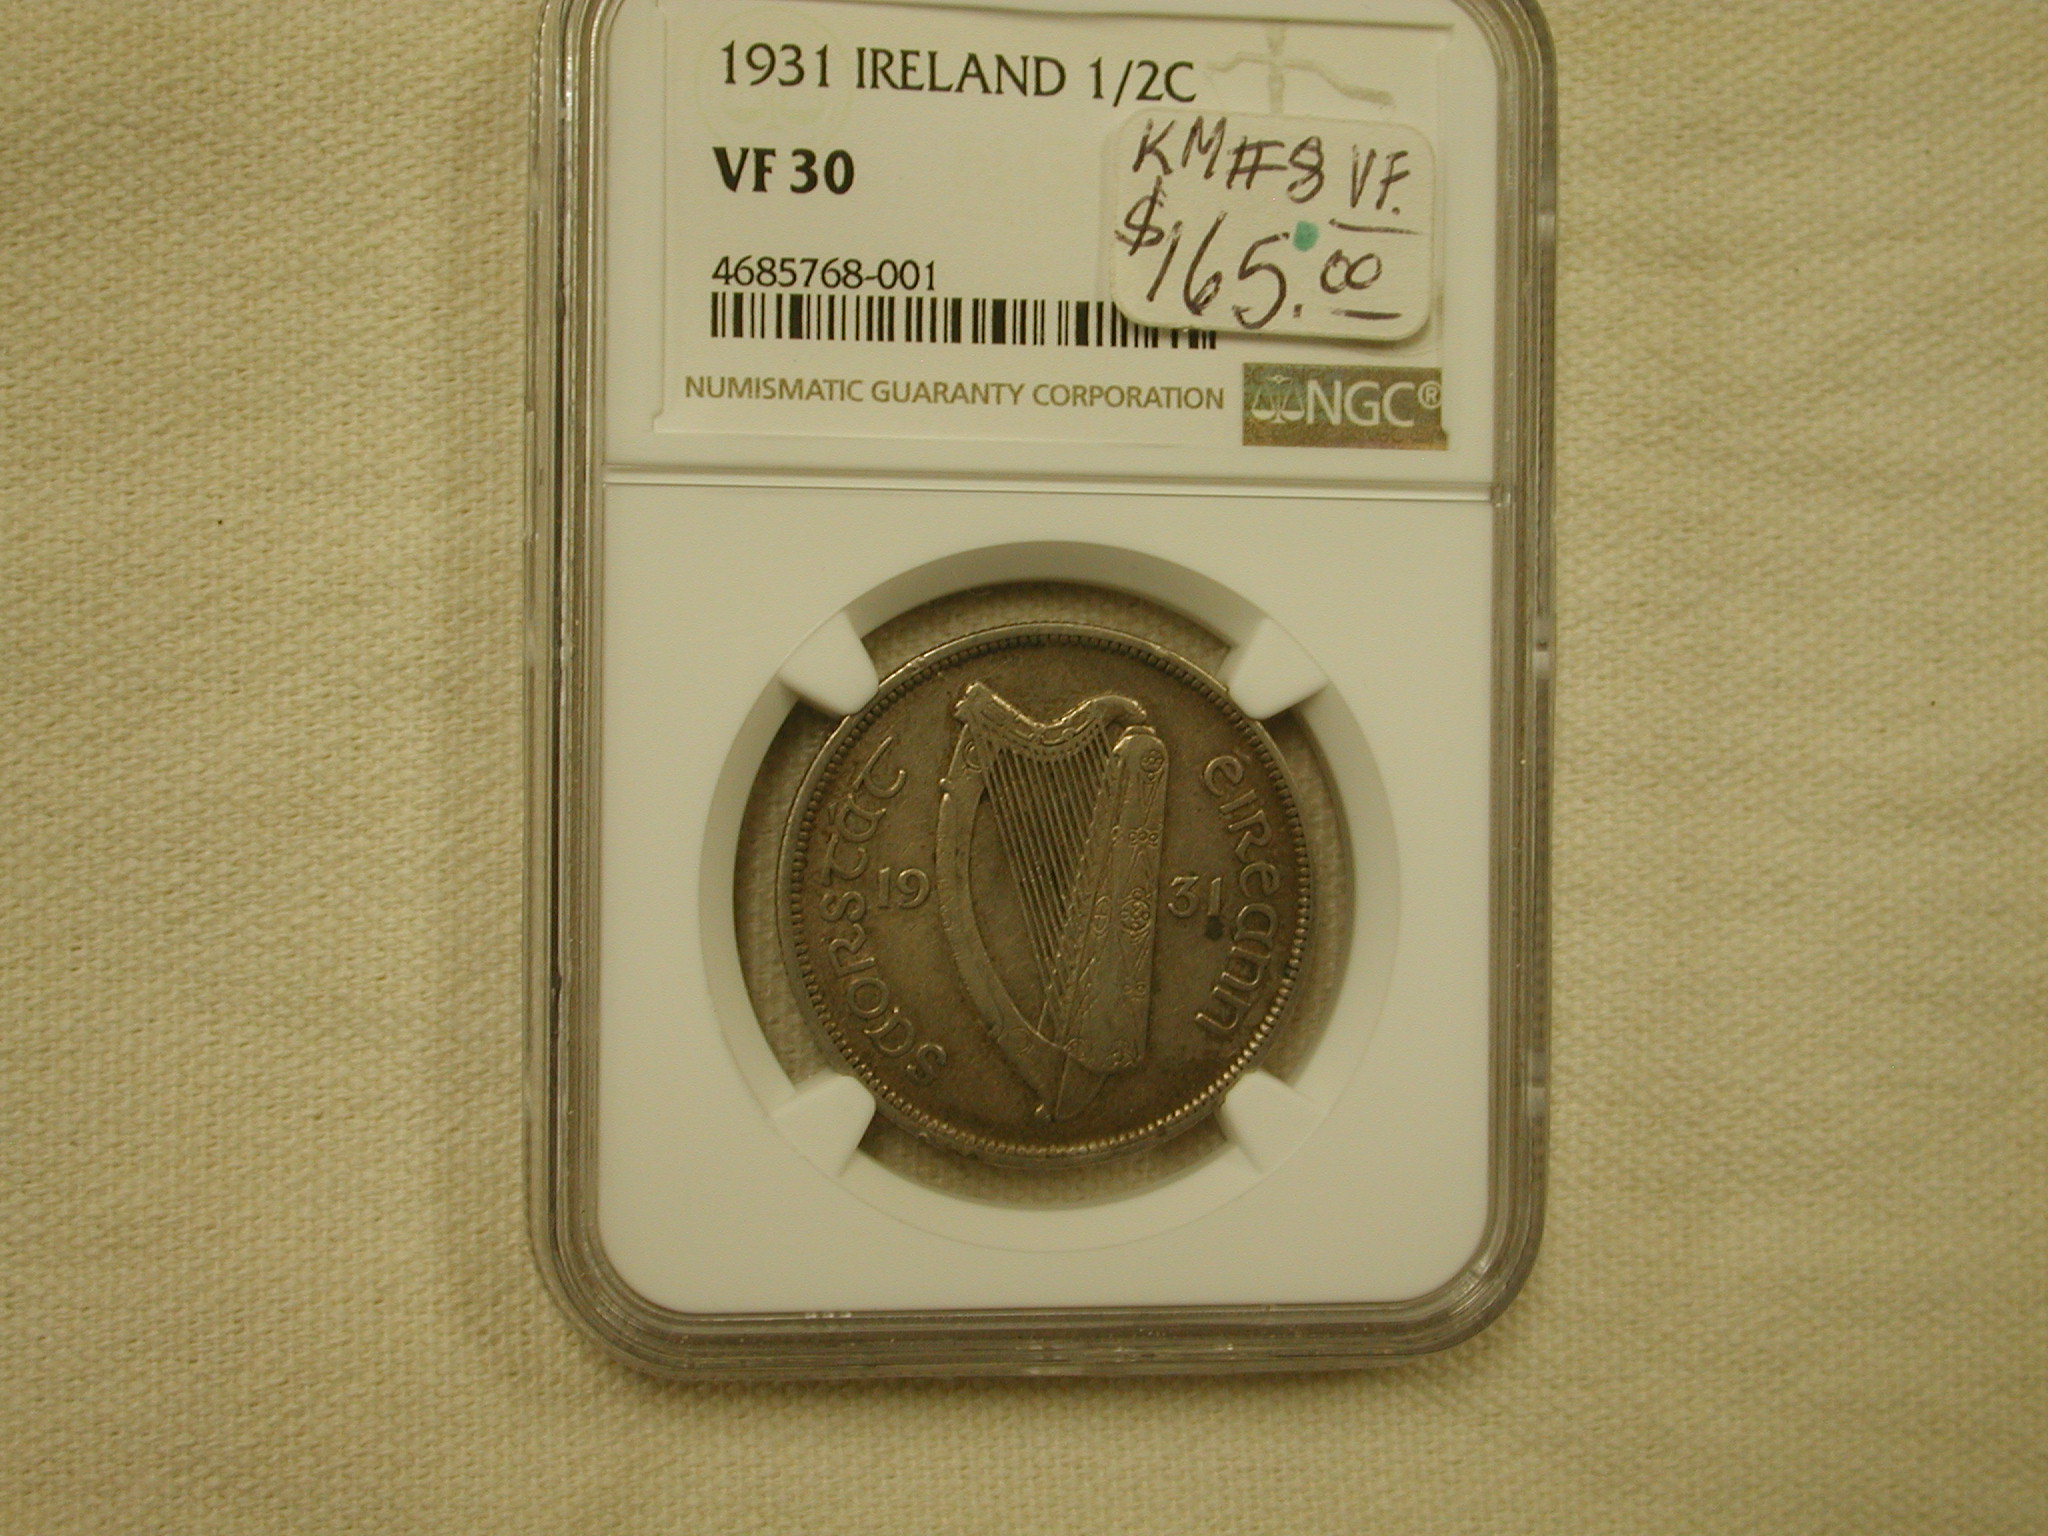 1931 IRELAND 1/2C
VF 30
KM#8 VF.
$165.00
4685768-001
NUMISMATIC GUARANTY CORPORATION NGC®
saorstát
éireann
19 31